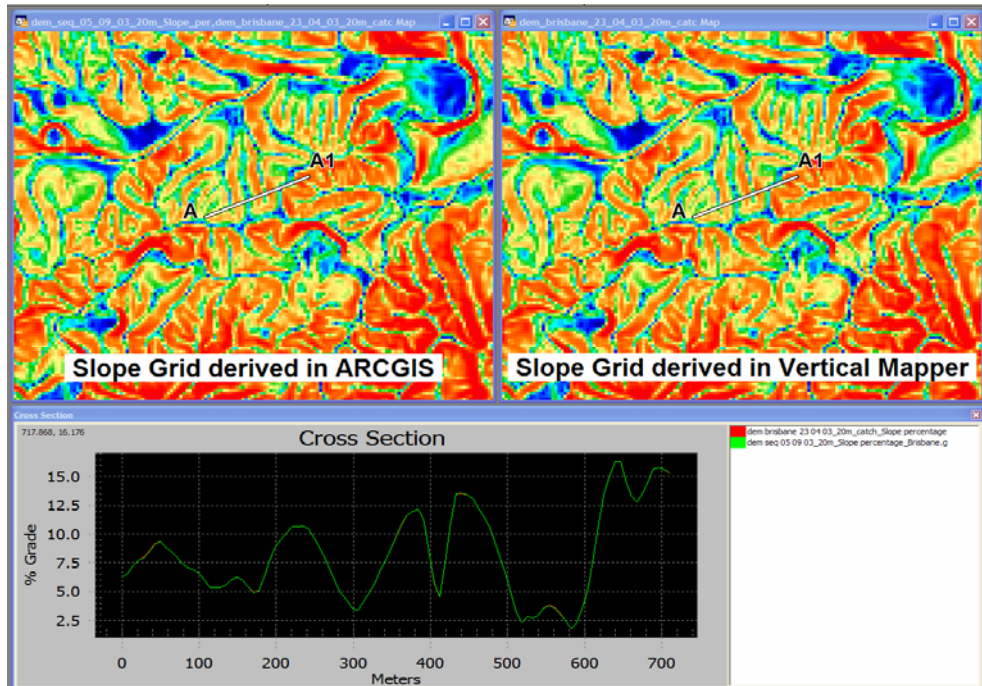 dem_seq_05_09_03_20m_Slope_per,dem_brisbane_23_04_03_20m_catc Map
dem_brisbane_23_04_03_20m_catc Map
A1
A
A1
A
Slope Grid derived in ARCGIS
Slope Grid derived in Vertical Mapper
Cross Section
717.868, 16.176
Cross Section
dem brisbane 23 04 03_20m_catch_Slope percentage
dem seq 05 09 03_20m_Slope percentage_Brisbane.g
% Grade
15.0
12.5
10.0
7.5
5.0
2.5
0 100 200 300 400 500 600 700
Meters